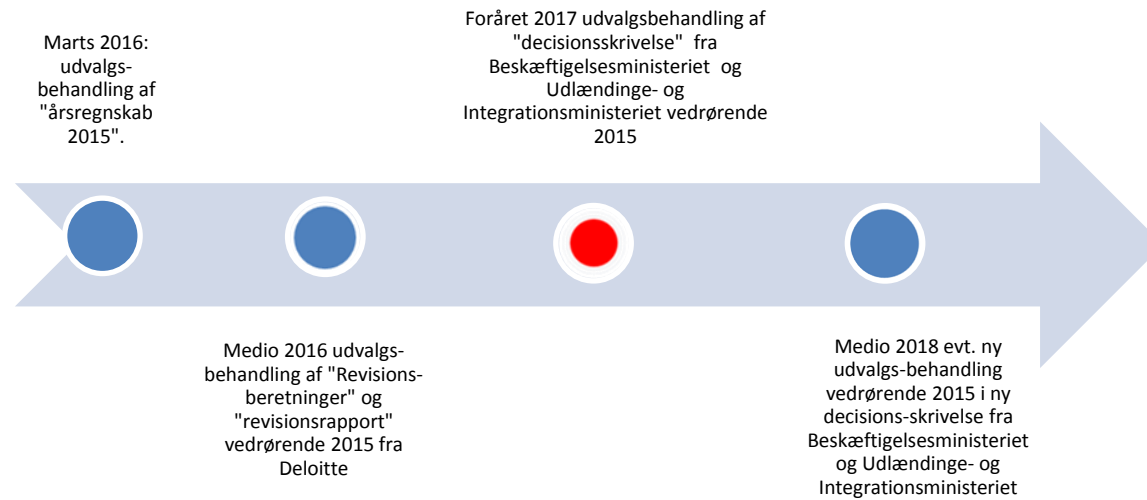 Marts 2016:
udvalgs-
behandling af
"årsregnskab
2015".
Medio 2016 udvalgs-
behandling af "Revisions-
beretninger" og
"revisionsrapport"
vedrørende 2015 fra
Deloitte
Foråret 2017 udvalgsbehandling af
"decisionsskrivelse" fra
Beskæftigelsesministeriet og
Udlændinge- og
Integrationsministeriet vedrørende
2015
Medio 2018 evt. ny
udvalgs-behandling
vedrørende 2015 i ny
decisions-skrivelse fra
Beskæftigelsesministeriet
og Udlændinge- og
Integrationsministeriet